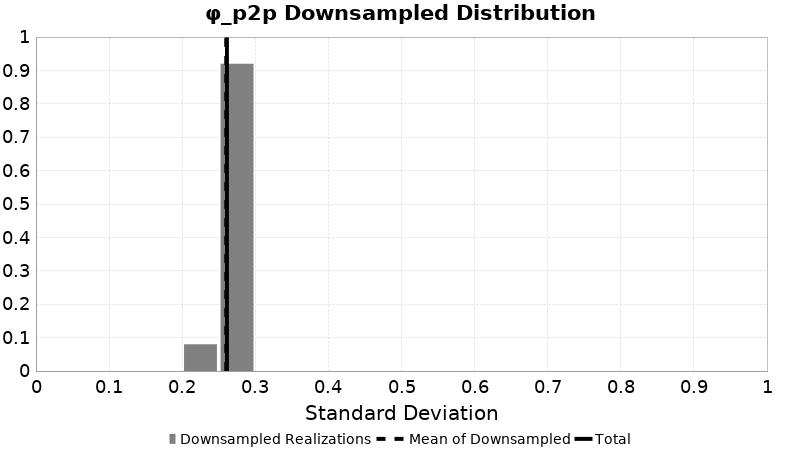 φ_p2p Downsampled Distribution
1
0.9
0.8
0.7
0.6
0.5
0.4
0.3
0.2
0.1
0
0 0.1 0.2 0.3 0.4 0.5 0.6 0.7 0.8 0.9 1
Standard Deviation
Downsampled Realizations Mean of Downsampled Total